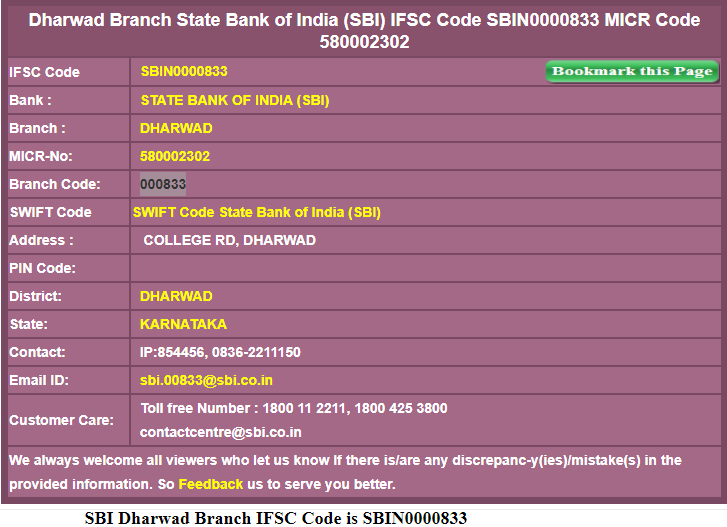 Dharwad Branch State Bank of India (SBI) IFSC Code SBIN0000833 MICR Code
580002302
IFSC Code SBIN0000833 Bookmark this Page
Bank : STATE BANK OF INDIA (SBI)
Branch : DHARWAD
MICR-No: 580002302
Branch Code: 000833
SWIFT Code SWIFT Code State Bank of India (SBI)
Address : COLLEGE RD, DHARWAD
PIN Code:
District: DHARWAD
State: KARNATAKA
Contact: IP:854456, 0836-2211150
Email ID: sbi.00833@sbi.co.in
Customer Care: Toll free Number : 1800 11 2211, 1800 425 3800
contactcentre@sbi.co.in
We always welcome all viewers who let us know If there is/are any discrepanc-y(ies)/mistake(s) in the
provided information. So Feedback us to serve you better.
SBI Dharwad Branch IFSC Code is SBIN0000833